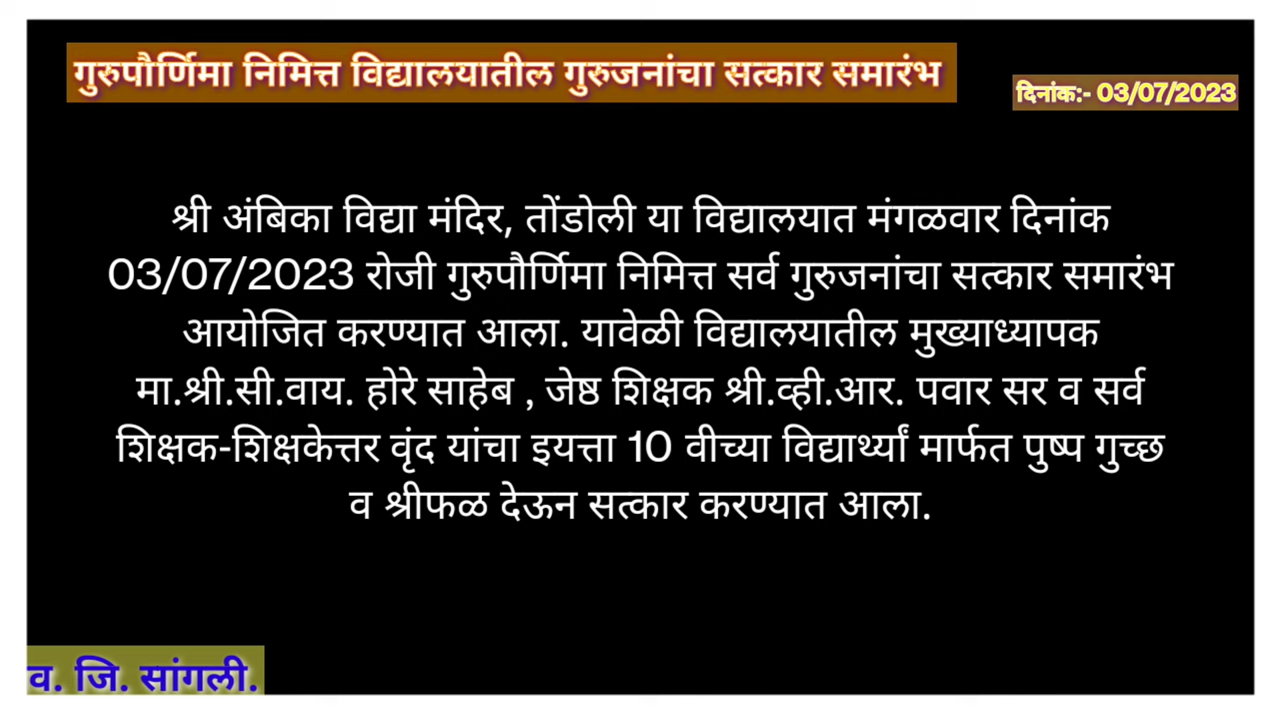 गुरुपौर्णिमा निमित्त विद्यालयातील गुरुजनांचा सत्कार समारंभ
दिनांक:- 03/07/2023
श्री अंबिका विद्या मंदिर, तोंडोली या विद्यालयात मंगळवार दिनांक
03/07/2023 रोजी गुरुपौर्णिमा निमित्त सर्व गुरुजनांचा सत्कार समारंभ
आयोजित करण्यात आला. यावेळी विद्यालयातील मुख्याध्यापक
मा.श्री.सी.वाय. होरे साहेब , जेष्ठ शिक्षक श्री.व्ही.आर. पवार सर व सर्व
शिक्षक-शिक्षकेत्तर वृंद यांचा इयत्ता 10 वीच्या विद्यार्थ्यां मार्फत पुष्प गुच्छ
व श्रीफळ देऊन सत्कार करण्यात आला.
व. जि. सांगली.